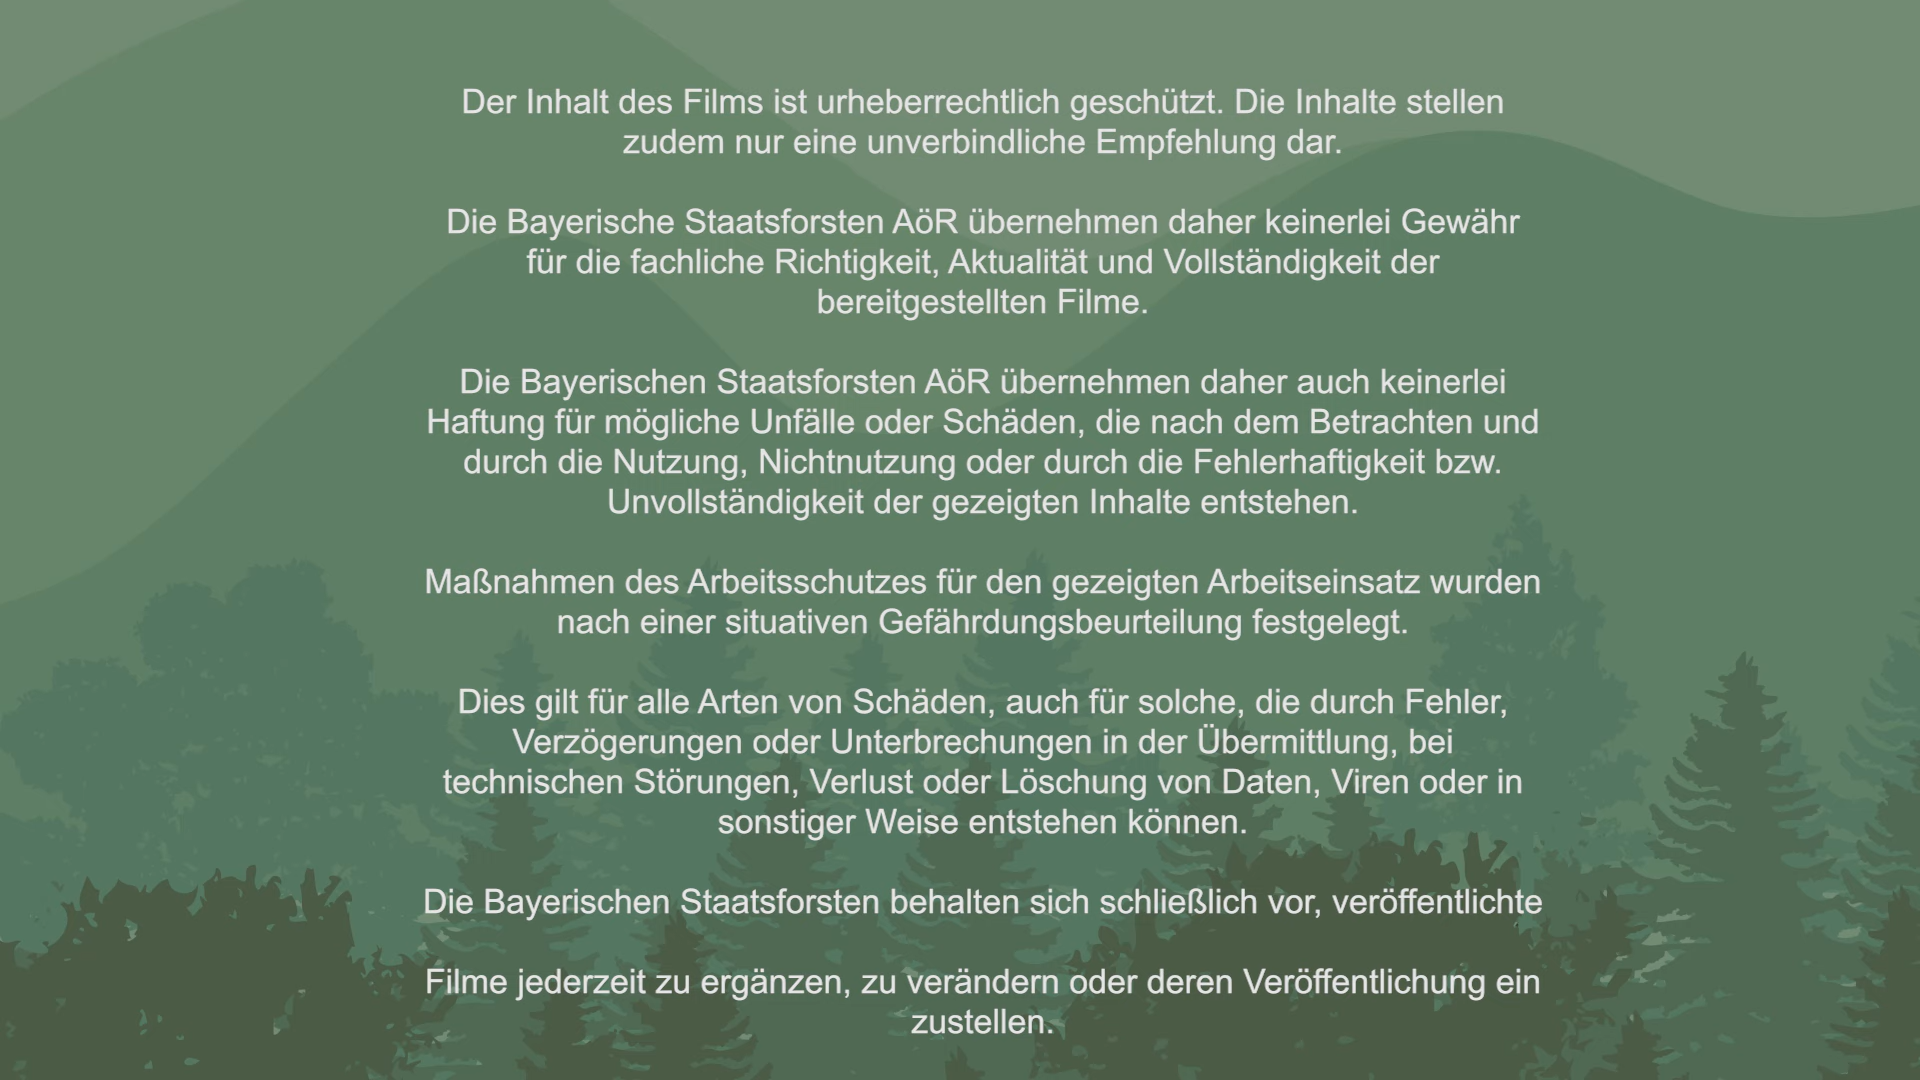 Der Inhalt des Films ist urheberrechtlich geschützt. Die Inhalte stellen
zudem nur eine unverbindliche Empfehlung dar.
Die Bayerische Staatsforsten AöR übernehmen daher keinerlei Gewähr
für die fachliche Richtigkeit, Aktualität und Vollständigkeit der
bereitgestellten Filme.
Die Bayerischen Staatsforsten AöR übernehmen daher auch keinerlei
Haftung für mögliche Unfälle oder Schäden, die nach dem Betrachten und
durch die Nutzung, Nichtnutzung oder durch die Fehlerhaftigkeit bzw.
Unvollständigkeit der gezeigten Inhalte entstehen.
Maßnahmen des Arbeitsschutzes für den gezeigten Arbeitseinsatz wurden
nach einer situativen Gefährdungsbeurteilung festgelegt.
Dies gilt für alle Arten von Schäden, auch für solche, die durch Fehler,
Verzögerungen oder Unterbrechungen in der Übermittlung, bei
technischen Störungen, Verlust oder Löschung von Daten, Viren oder in
sonstiger Weise entstehen können.
Die Bayerischen Staatsforsten behalten sich schließlich vor, veröffentlichte
Filme jederzeit zu ergänzen, zu verändern oder deren Veröffentlichung ein
zustellen.